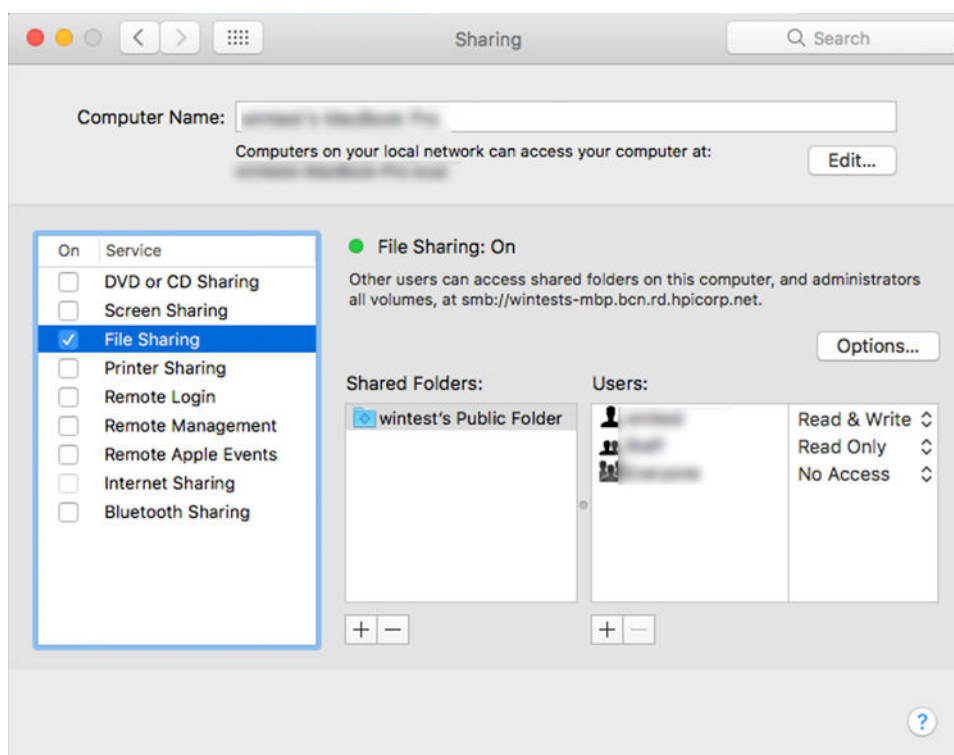 Sharing
Search
Computer Name:
Computers on your local network can access your computer at:
Edit...
On Service
DVD or CD Sharing
Screen Sharing
File Sharing
Printer Sharing
Remote Login
Remote Management
Remote Apple Events
Internet Sharing
Bluetooth Sharing
File Sharing: On
Other users can access shared folders on this computer, and administrators
all volumes, at smb://wintests-mbp.bcn.rd.hpicorp.net.
Options...
Shared Folders:
wintest's Public Folder
Users:
Read & Write
Read Only
No Access
+ −
+ −
?